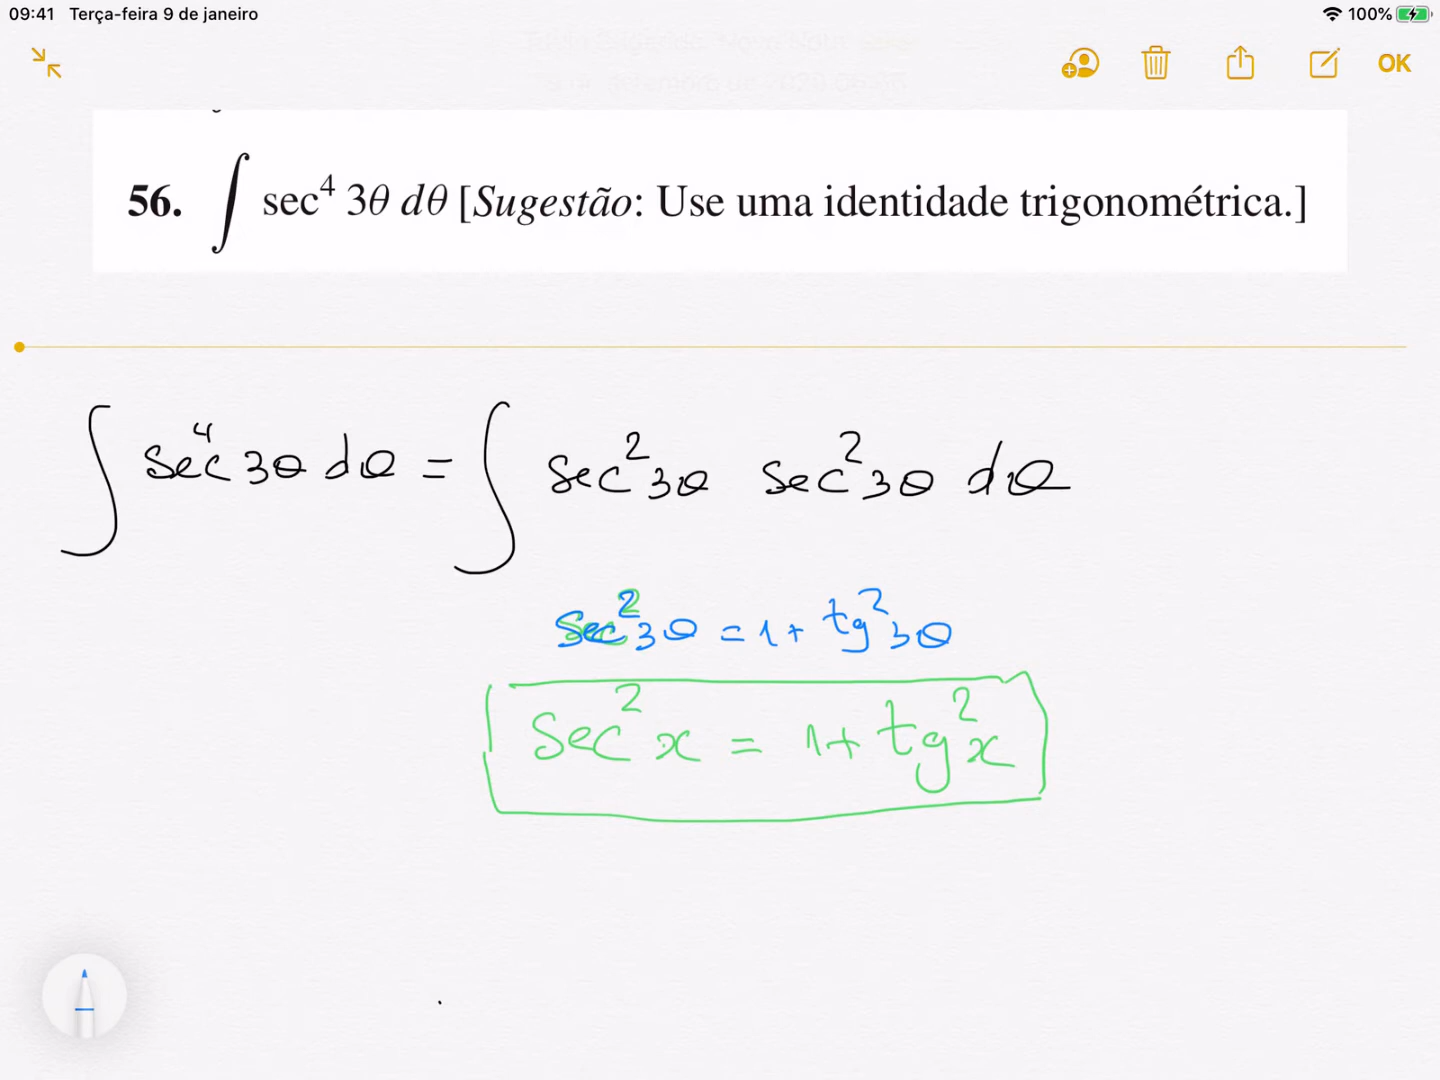 09:41 Terça-feira 9 de janeiro 100%
OK
56. ∫ sec⁴ 3θ dθ [Sugestão: Use uma identidade trigonométrica.]
∫ sec⁴ 3θ dθ = ∫ sec² 3θ sec² 3θ dθ
sec² 3θ = 1 + tg² 3θ
sec² x = 1 + tg² x